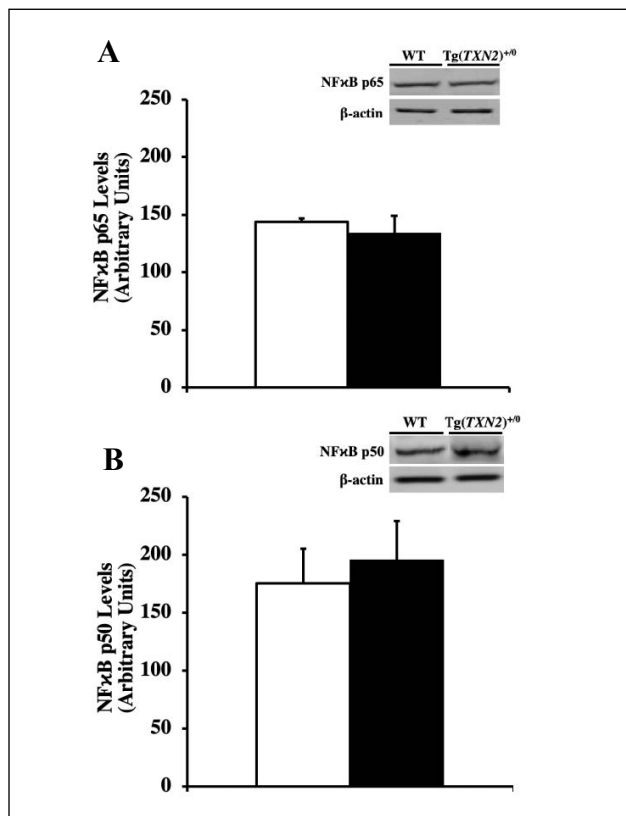 A
WT Tg(TXN2)+/0
NFϰB p65
β-actin
250
200
150
100
50
0
NFϰB p65 Levels
(Arbitrary Units)
B
WT Tg(TXN2)+/0
NFϰB p50
β-actin
250
200
150
100
50
0
NFϰB p50 Levels
(Arbitrary Units)